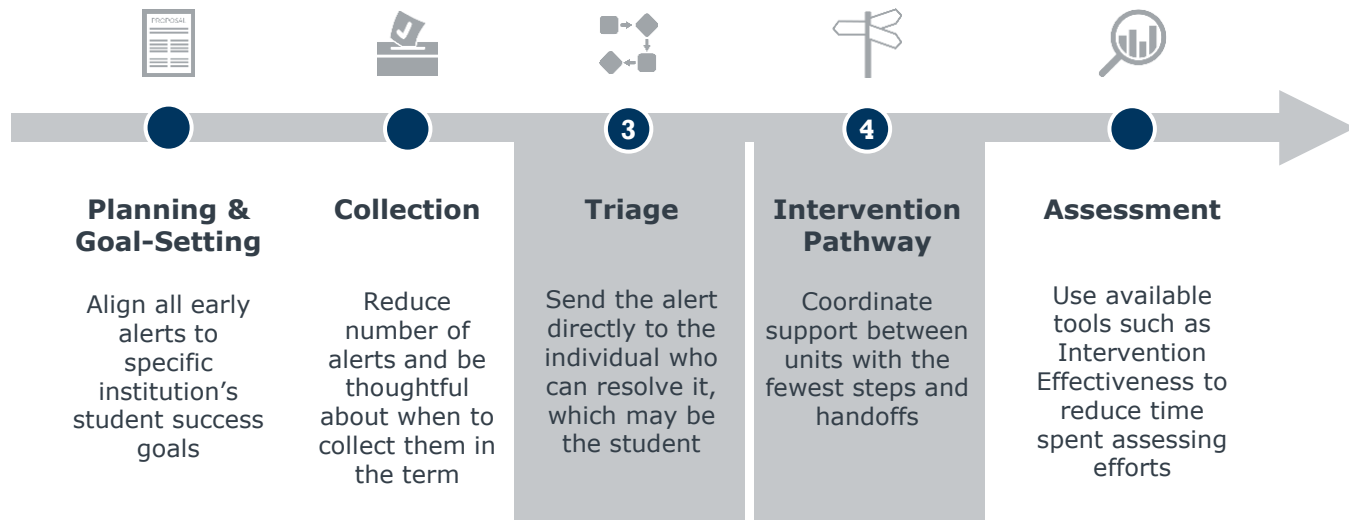 PROPOSAL
3
4
Planning &
Goal-Setting
Align all early
alerts to
specific
institution's
student success
goals
Collection
Reduce
number of
alerts and be
thoughtful
about when to
collect them in
the term
Triage
Send the alert
directly to the
individual who
can resolve it,
which may be
the student
Intervention
Pathway
Coordinate
support between
units with the
fewest steps and
handoffs
Assessment
Use available
tools such as
Intervention
Effectiveness to
reduce time
spent assessing
efforts